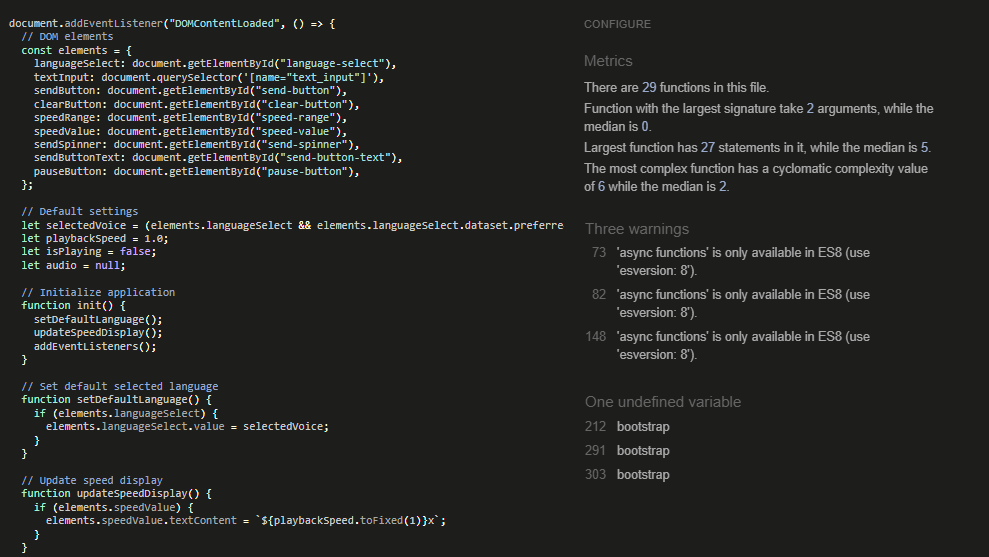 document.addEventListener("DOMContentLoaded", () => {
  // DOM elements
  const elements = {
    languageSelect: document.getElementById("language-select"),
    textInput: document.querySelector('[name="text_input"]'),
    sendButton: document.getElementById("send-button"),
    clearButton: document.getElementById("clear-button"),
    speedRange: document.getElementById("speed-range"),
    speedValue: document.getElementById("speed-value"),
    sendSpinner: document.getElementById("send-spinner"),
    sendButtonText: document.getElementById("send-button-text"),
    pauseButton: document.getElementById("pause-button"),
  };

  // Default settings
  let selectedVoice = (elements.languageSelect && elements.languageSelect.dataset.preferre
  let playbackSpeed = 1.0;
  let isPlaying = false;
  let audio = null;

  // Initialize application
  function init() {
    setDefaultLanguage();
    updateSpeedDisplay();
    addEventListeners();
  }

  // Set default selected language
  function setDefaultLanguage() {
    if (elements.languageSelect) {
      elements.languageSelect.value = selectedVoice;
    }
  }

  // Update speed display
  function updateSpeedDisplay() {
    if (elements.speedValue) {
      elements.speedValue.textContent = `${playbackSpeed.toFixed(1)}x`;
    }
  }

CONFIGURE
Metrics
There are 29 functions in this file.
Function with the largest signature take 2 arguments, while the
median is 0.
Largest function has 27 statements in it, while the median is 5.
The most complex function has a cyclomatic complexity value
of 6 while the median is 2.
Three warnings
73 'async functions' is only available in ES8 (use
'esversion: 8').
82 'async functions' is only available in ES8 (use
'esversion: 8').
148 'async functions' is only available in ES8 (use
'esversion: 8').
One undefined variable
212 bootstrap
291 bootstrap
303 bootstrap